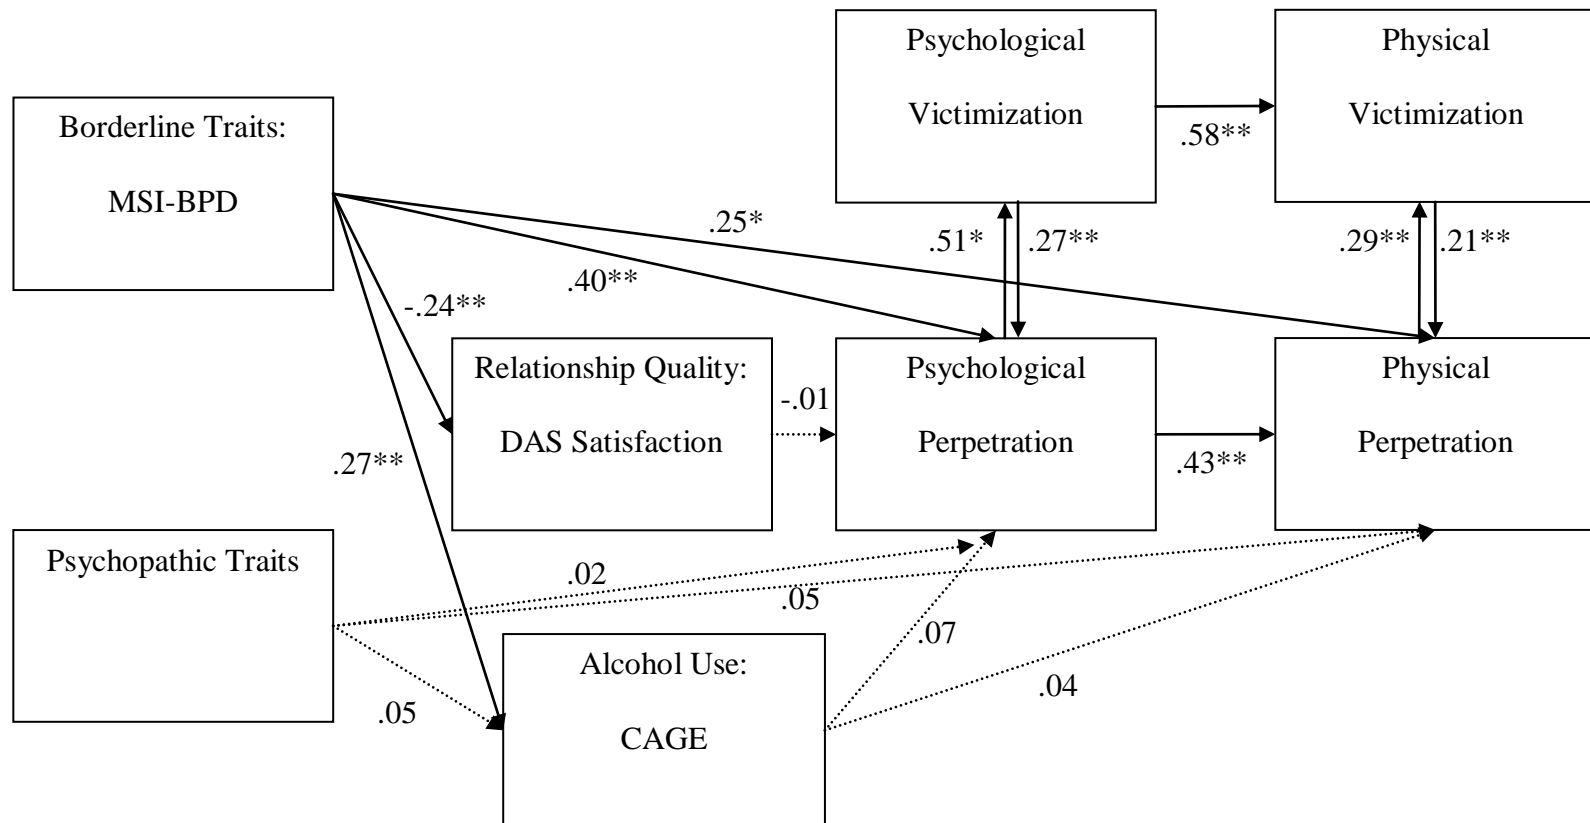 Psychological
Victimization
Physical
Victimization
.58**
Borderline Traits:
MSI-BPD
.25*
.51*
.27**
.29**
.21**
.40**
-.24**
Relationship Quality:
DAS Satisfaction
-.01
Psychological
Perpetration
.43**
Physical
Perpetration
.27**
Psychopathic Traits
.02
.05
.07
.04
.05
Alcohol Use:
CAGE